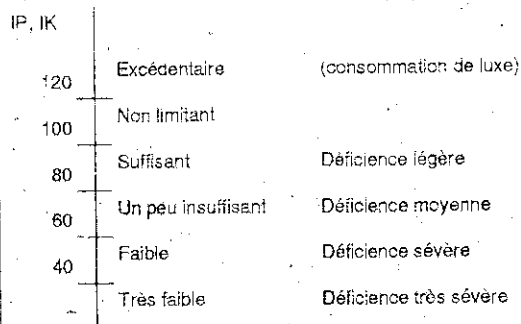 IP, IK
Excédentaire (consommation de luxe)
120
Non limitant
100
Suffisant Déficience légère
80
Un peu insuffisant Déficience moyenne
60
Faible Déficience sévère
40
Très faible Déficience très sévère